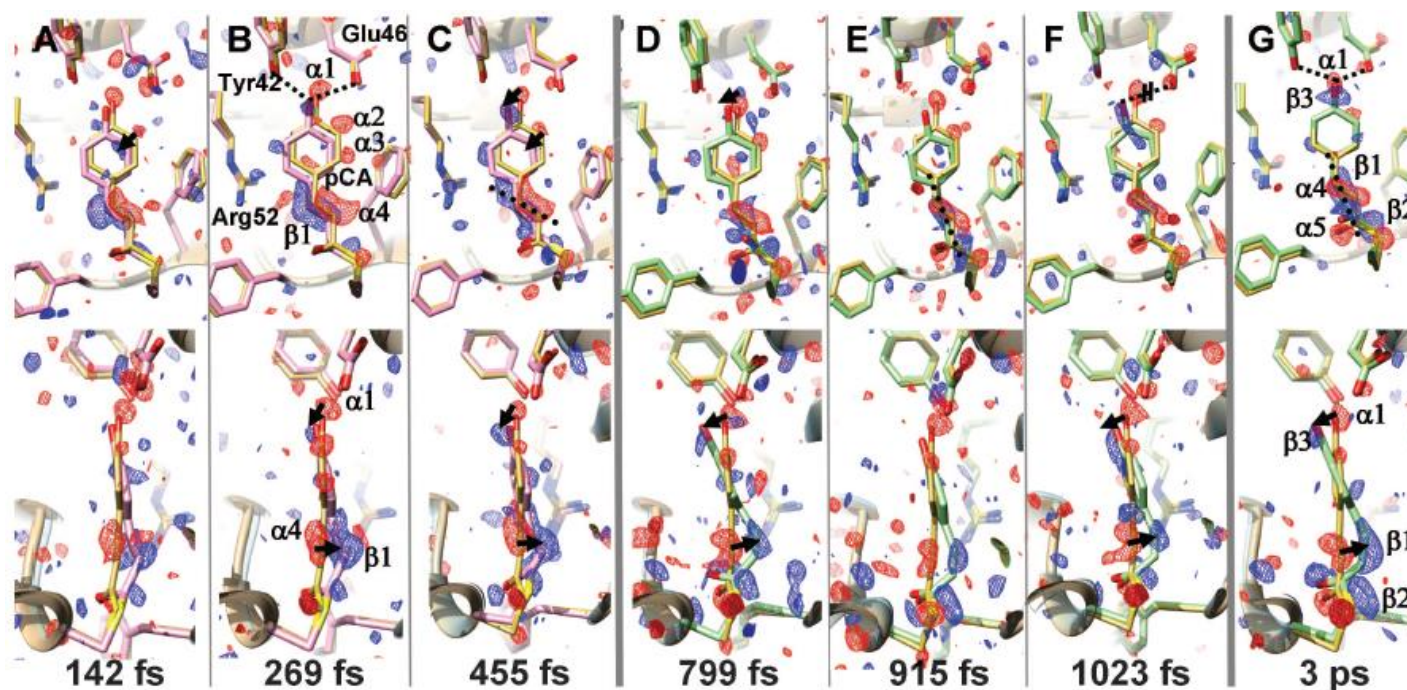 A B C D E F G
Glu46
Tyr42
α1
α2
α3
pCA
Arg52
α4
β1
α1
β3
β1
α4
β2
α5
α1
α4
β1
α1
β3
β1
β2
142 fs 269 fs 455 fs 799 fs 915 fs 1023 fs 3 ps